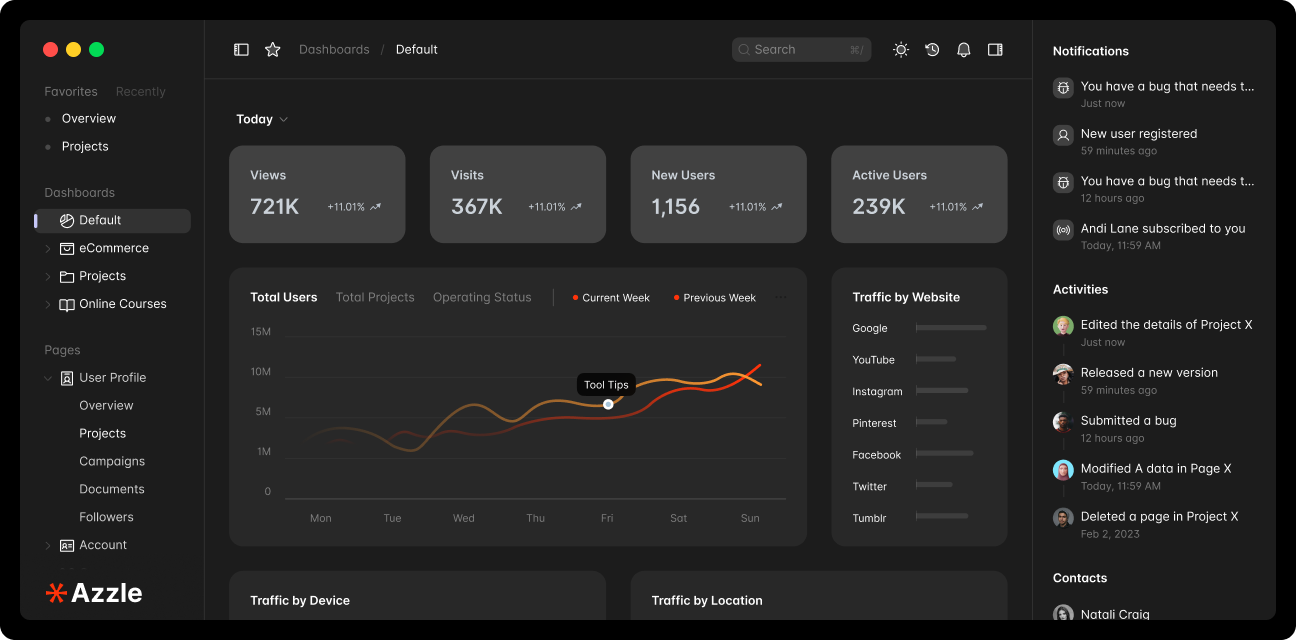 Favorites Recently
Overview
Projects
Dashboards
Default
eCommerce
Projects
Online Courses
Pages
User Profile
Overview
Projects
Campaigns
Documents
Followers
Account
Azzle
Dashboards / Default
Search ⌘/
Today
Views
721K +11.01%
Visits
367K +11.01%
New Users
1,156 +11.01%
Active Users
239K +11.01%
Total Users Total Projects Operating Status Current Week Previous Week ...
15M
10M
5M
1M
0
Tool Tips
Mon Tue Wed Thu Fri Sat Sun
Traffic by Website
Google
YouTube
Instagram
Pinterest
Facebook
Twitter
Tumblr
Traffic by Device
Traffic by Location
Notifications
You have a bug that needs t...
Just now
New user registered
59 minutes ago
You have a bug that needs t...
12 hours ago
Andi Lane subscribed to you
Today, 11:59 AM
Activities
Edited the details of Project X
Just now
Released a new version
59 minutes ago
Submitted a bug
12 hours ago
Modified A data in Page X
Today, 11:59 AM
Deleted a page in Project X
Feb 2, 2023
Contacts
Natali Craig